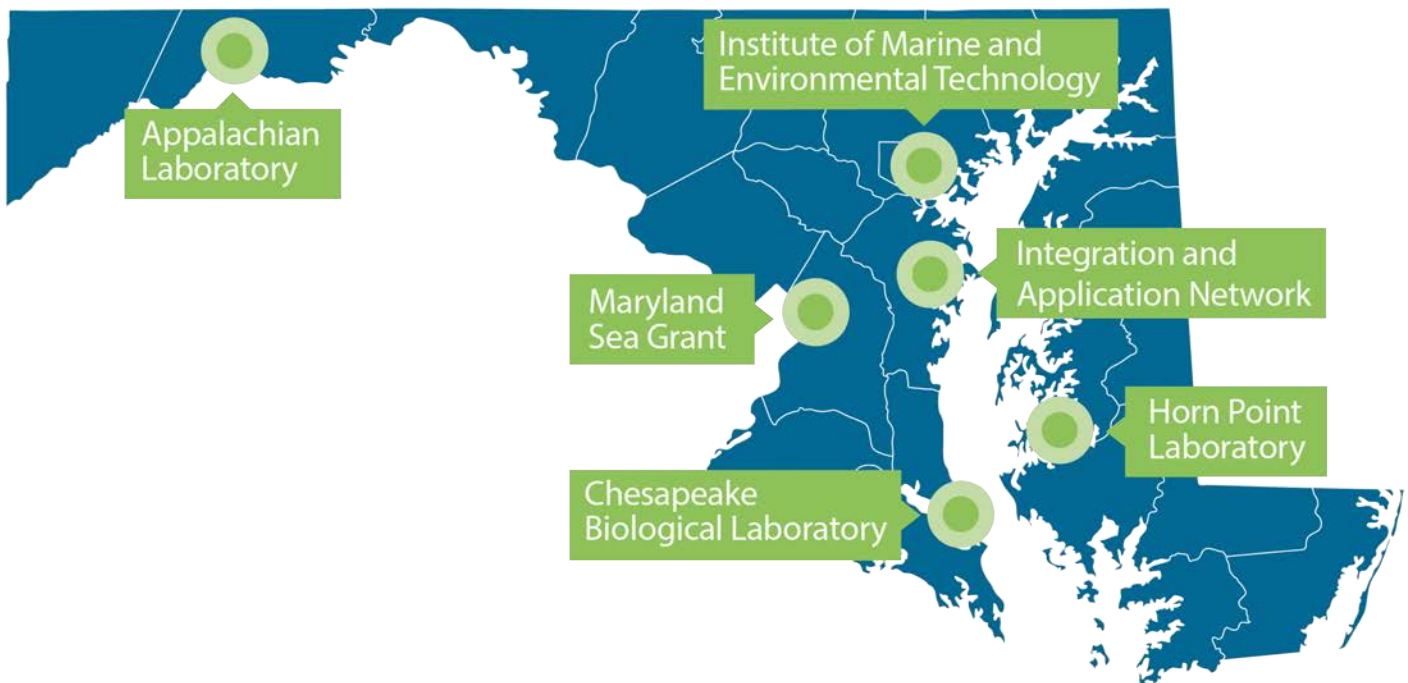 Institute of Marine and
Environmental Technology
Appalachian
Laboratory
Integration and
Application Network
Maryland
Sea Grant
Horn Point
Laboratory
Chesapeake
Biological Laboratory